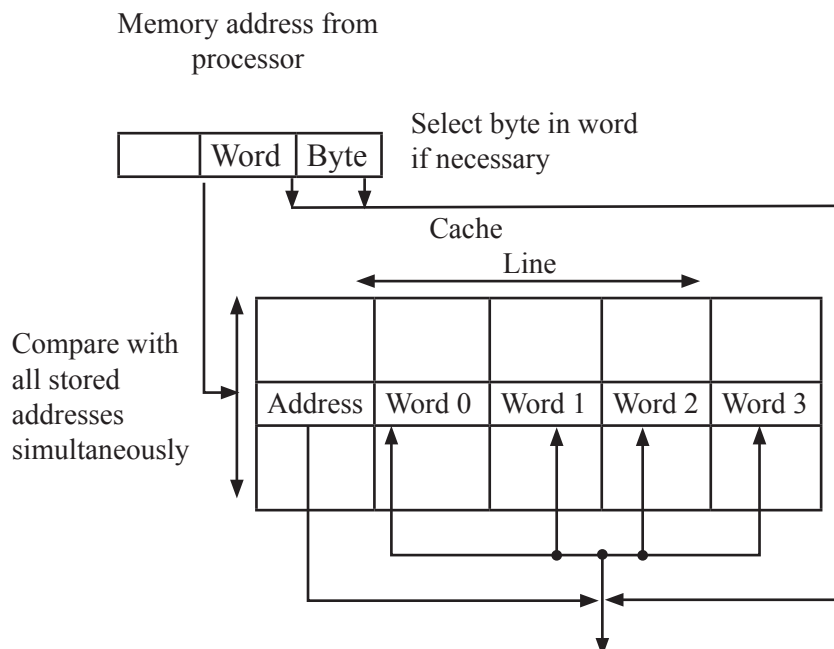 Memory address from
processor
Word Byte
Select byte in word
if necessary
Cache
Line
Compare with
all stored
addresses
simultaneously
Address Word 0 Word 1 Word 2 Word 3